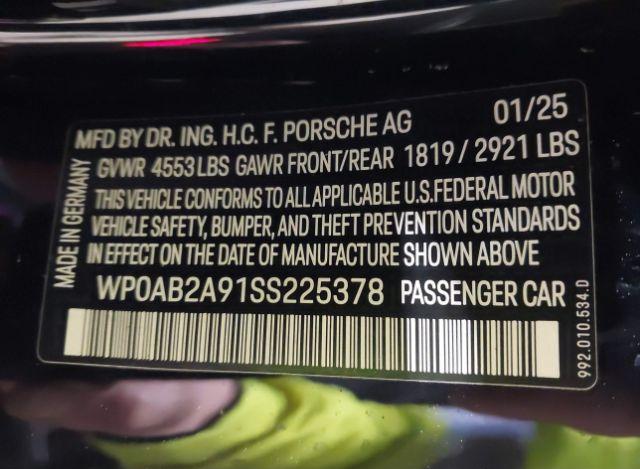 MFD BY DR. ING. H.C. F. PORSCHE AG 01/25
GVWR 4553 LBS GAWR FRONT/REAR 1819 / 2921 LBS
THIS VEHICLE CONFORMS TO ALL APPLICABLE U.S. FEDERAL MOTOR
VEHICLE SAFETY, BUMPER, AND THEFT PREVENTION STANDARDS
IN EFFECT ON THE DATE OF MANUFACTURE SHOWN ABOVE
WP0AB2A91SS225378 PASSENGER CAR
MADE IN GERMANY
992.010.534.D